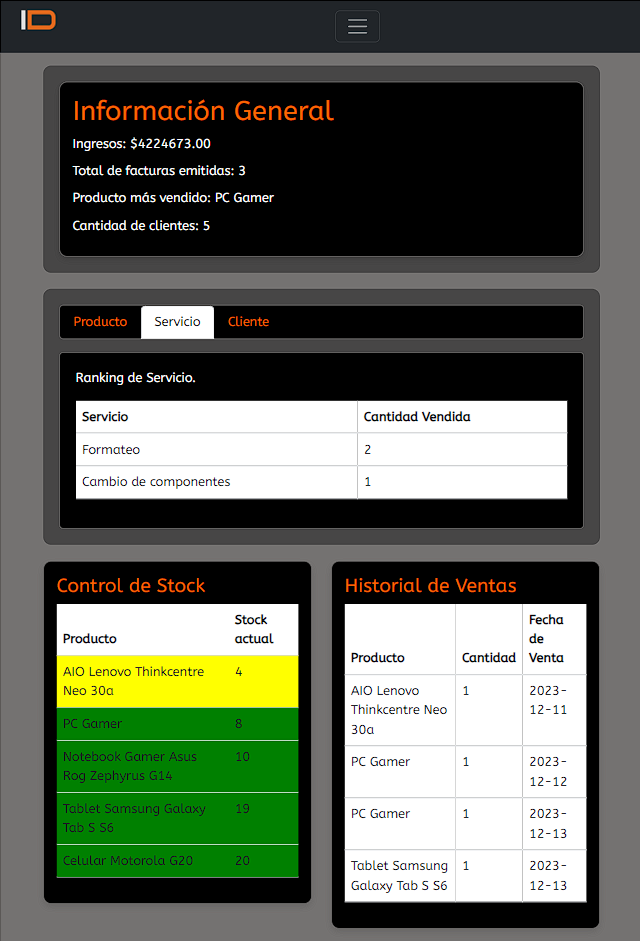 ID
Información General
Ingresos: $4224673.00
Total de facturas emitidas: 3
Producto más vendido: PC Gamer
Cantidad de clientes: 5
Producto Servicio Cliente
Ranking de Servicio.
Servicio Cantidad Vendida
Formateo 2
Cambio de componentes 1
Control de Stock
Producto Stock actual
AIO Lenovo Thinkcentre Neo 30a 4
PC Gamer 8
Notebook Gamer Asus Rog Zephyrus G14 10
Tablet Samsung Galaxy Tab S S6 19
Celular Motorola G20 20
Historial de Ventas
Producto Cantidad Fecha de Venta
AIO Lenovo Thinkcentre Neo 30a 1 2023-12-11
PC Gamer 1 2023-12-12
PC Gamer 1 2023-12-13
Tablet Samsung Galaxy Tab S S6 1 2023-12-13